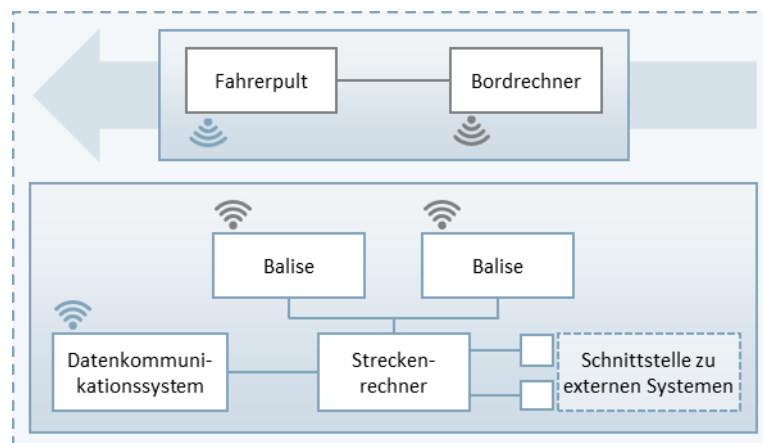 Fahrerpult
Bordrechner
Balise
Balise
Datenkommuni-
kationssystem
Strecken-
rechner
Schnittstelle zu
externen Systemen